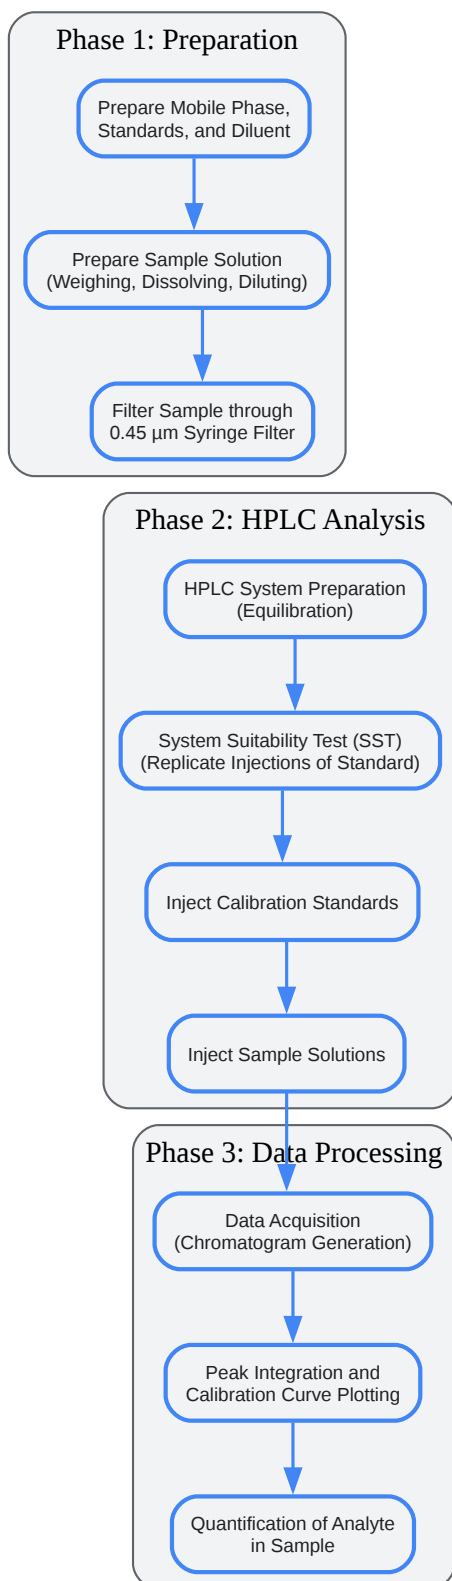 Phase 1: Preparation
Prepare Mobile Phase,
Standards, and Diluent
Prepare Sample Solution
(Weighing, Dissolving, Diluting)
Filter Sample through
0.45 µm Syringe Filter
Phase 2: HPLC Analysis
HPLC System Preparation
(Equilibration)
System Suitability Test (SST)
(Replicate Injections of Standard)
Inject Calibration Standards
Inject Sample Solutions
Phase 3: Data Processing
Data Acquisition
(Chromatogram Generation)
Peak Integration and
Calibration Curve Plotting
Quantification of Analyte
in Sample